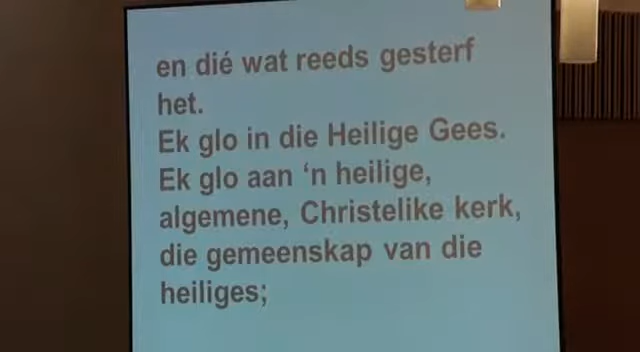 en dié wat reeds gesterf
het.
Ek glo in die Heilige Gees.
Ek glo aan ‘n heilige,
algemene, Christelike kerk,
die gemeenskap van die
heiliges;